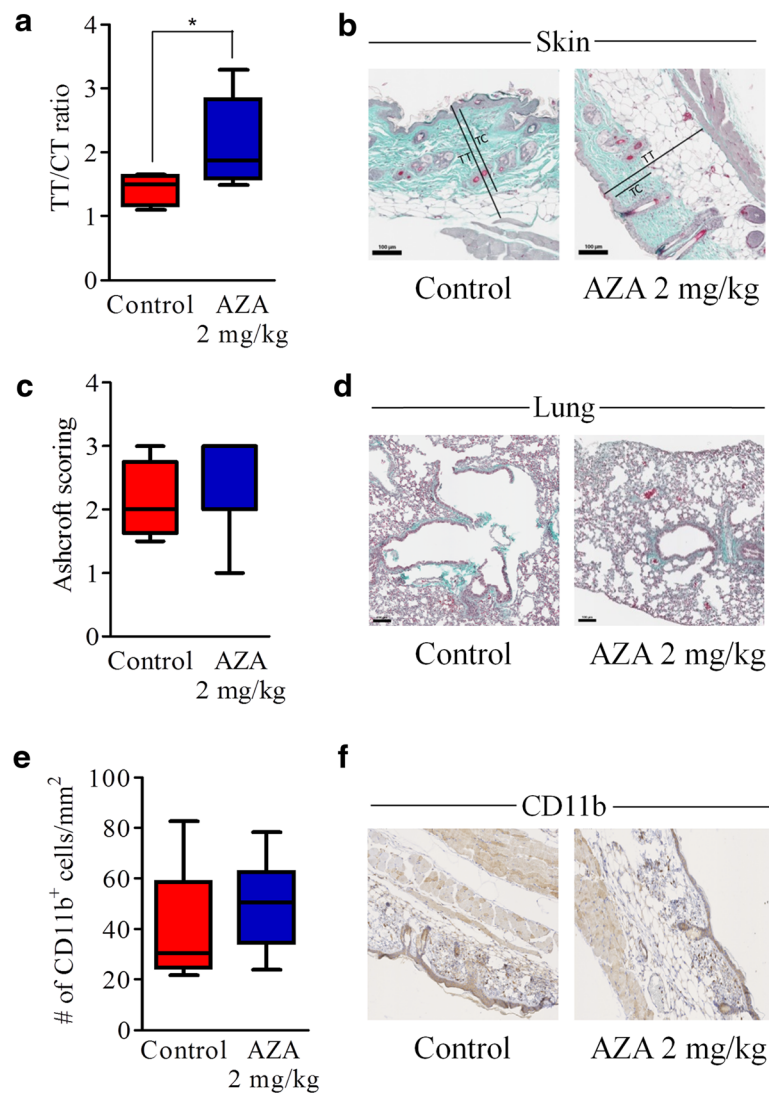 a
*
TT/CT ratio
4
3
2
1
0
Control
AZA
2 mg/kg
b
Skin
TC
TT
100 µm
Control
TT
TC
100 µm
AZA 2 mg/kg
c
Ashcroft scoring
4
3
2
1
0
Control
AZA
2 mg/kg
d
Lung
Control
AZA 2 mg/kg
e
# of CD11b+ cells/mm2
100
80
60
40
20
0
Control
AZA
2 mg/kg
f
CD11b
Control
AZA 2 mg/kg